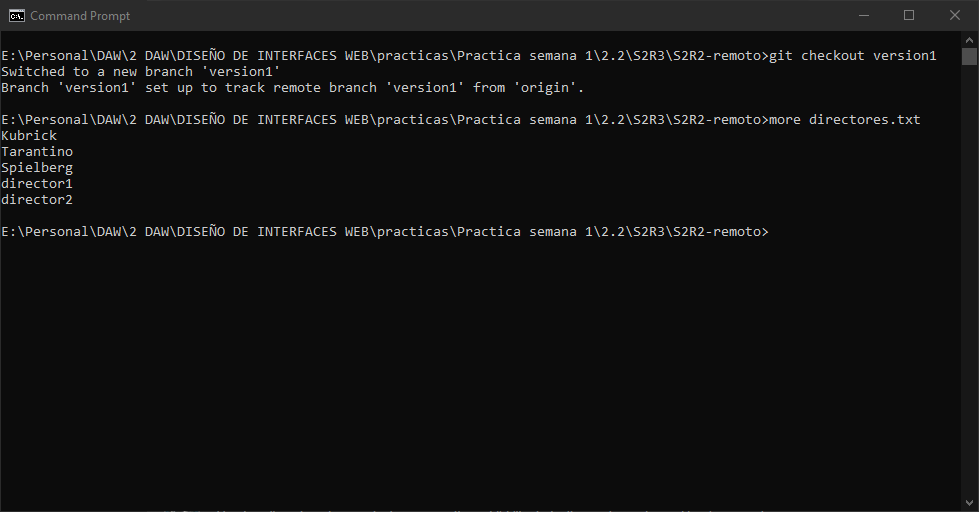 Command Prompt
E:\Personal\DAW\2 DAW\DISEÑO DE INTERFACES WEB\practicas\Practica semana 1\2.2\S2R3\S2R2-remoto>git checkout version1
Switched to a new branch 'version1'
Branch 'version1' set up to track remote branch 'version1' from 'origin'.
E:\Personal\DAW\2 DAW\DISEÑO DE INTERFACES WEB\practicas\Practica semana 1\2.2\S2R3\S2R2-remoto>more directores.txt
Kubrick
Tarantino
Spielberg
director1
director2
E:\Personal\DAW\2 DAW\DISEÑO DE INTERFACES WEB\practicas\Practica semana 1\2.2\S2R3\S2R2-remoto>